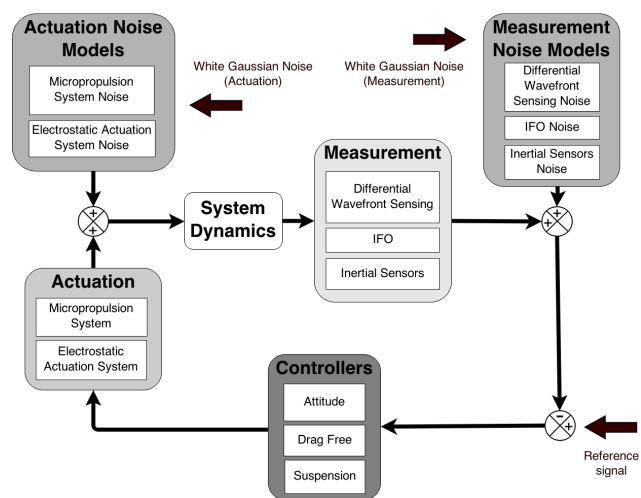 Actuation Noise
Models
Micropropulsion
System Noise
Electrostatic Actuation
System Noise
White Gaussian Noise
(Actuation)
White Gaussian Noise
(Measurement)
Measurement
Noise Models
Differential
Wavefront
Sensing Noise
IFO Noise
Inertial Sensors
Noise
+
+
System
Dynamics
Measurement
Differential
Wavefront Sensing
IFO
Inertial Sensors
+
+
Actuation
Micropropulsion
System
Electrostatic
Actuation System
Controllers
Attitude
Drag Free
Suspension
-
+
Reference
signal